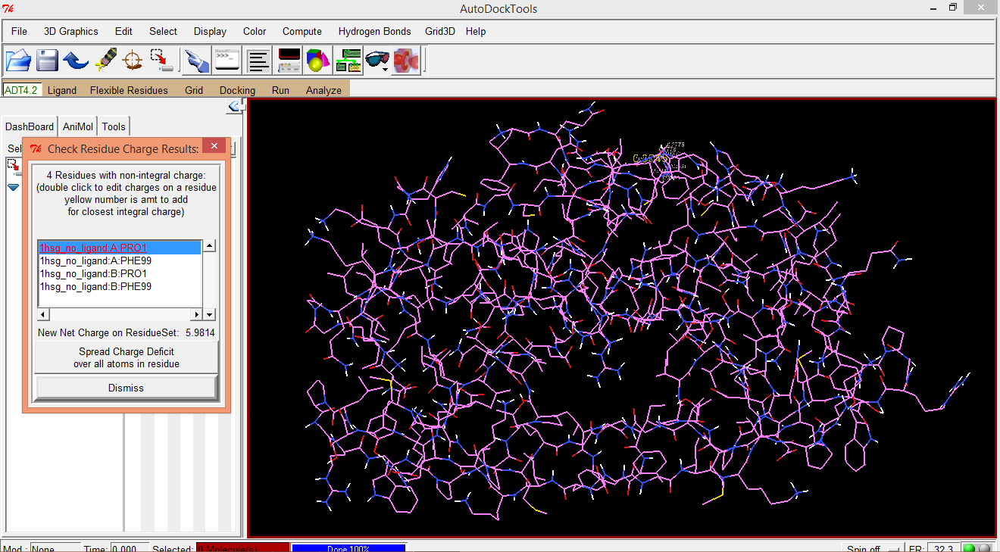 AutoDockTools
File 3D Graphics Edit Select Display Color Compute Hydrogen Bonds Grid3D Help
>>>
ADT4.2 Ligand Flexible Residues Grid Docking Run Analyze
DashBoard AniMol Tools
Sel
Check Residue Charge Results:
4 Residues with non-integral charge:
(double click to edit charges on a residue
yellow number is amt to add
for closest integral charge)
1hsg_no_ligand:A:PRO1
1hsg_no_ligand:A:PHE99
1hsg_no_ligand:B:PRO1
1hsg_no_ligand:B:PHE99
New Net Charge on ResidueSet: 5.9814
Spread Charge Deficit
over all atoms in residue
Dismiss
Mod.: None Time: 0.000 Selected: 0 Molecule(s) Done 100% Spin off FR: 32.3